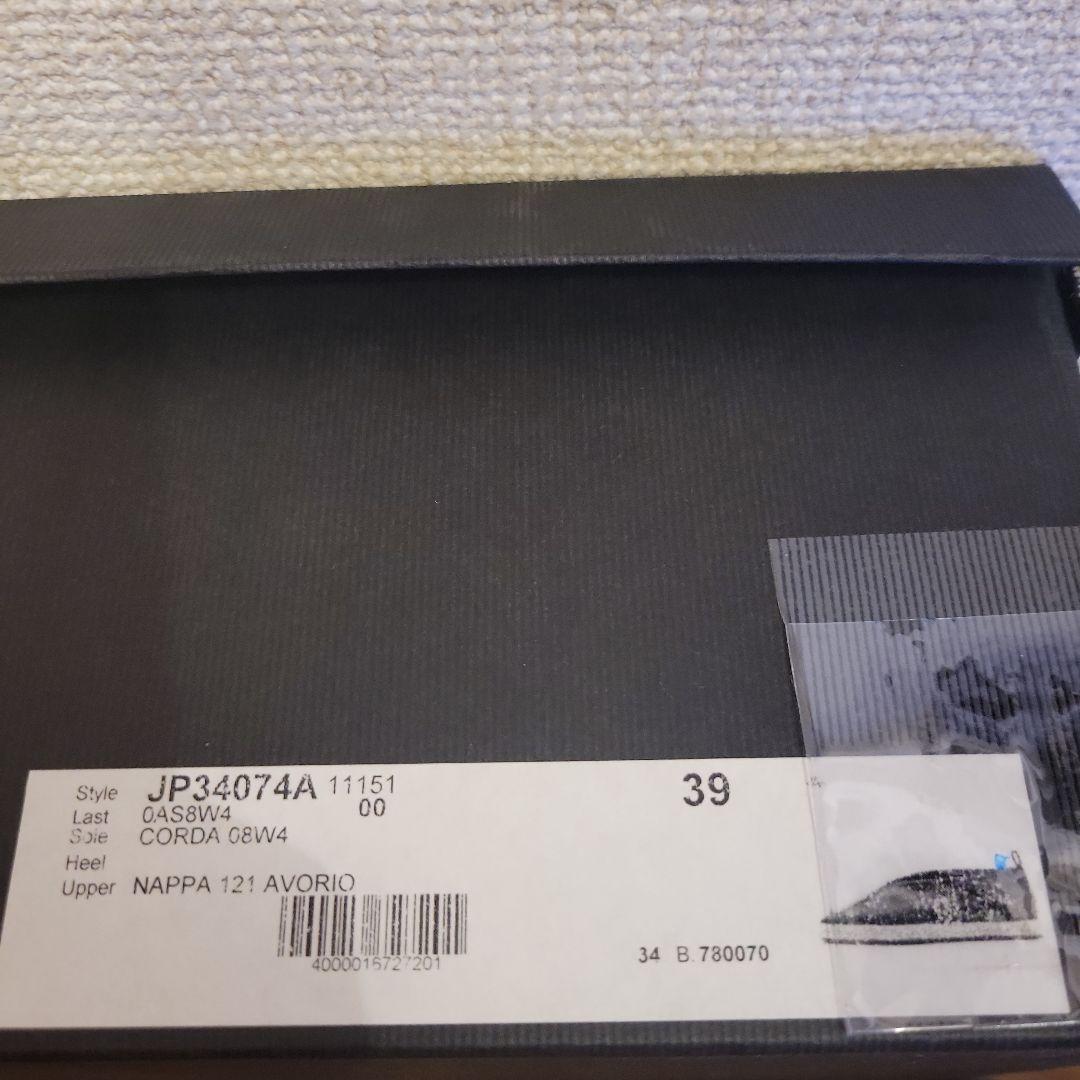 Style JP34074A 11151 39
Last 0AS8W4 00
Sole CORDA 08W4
Heel
Upper NAPPA 121 AVORIO
4000016727201
34 B.780070